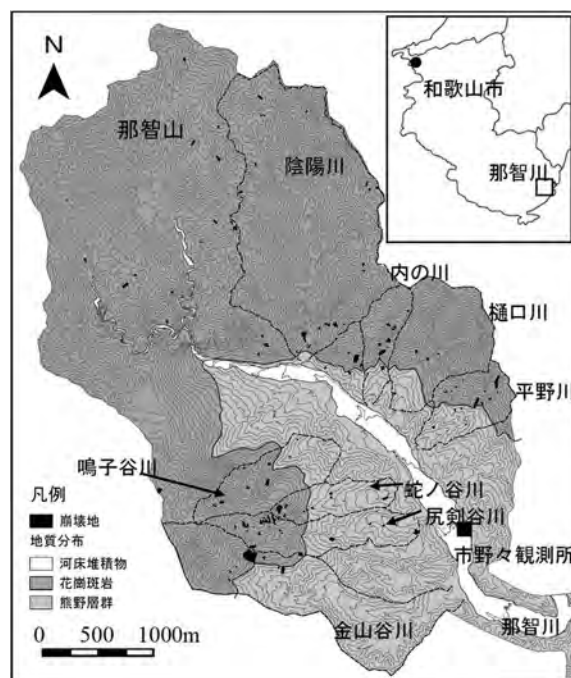 N
和歌山市
那智川
那智山
陰陽川
内の川
樋口川
平野川
鳴子谷川
蛇ノ谷川
尻剣谷川
市野々観測所
那智川
金山谷川
凡例
崩壊地
地質分布
河床堆積物
花崗斑岩
熊野層群
0 500 1000m